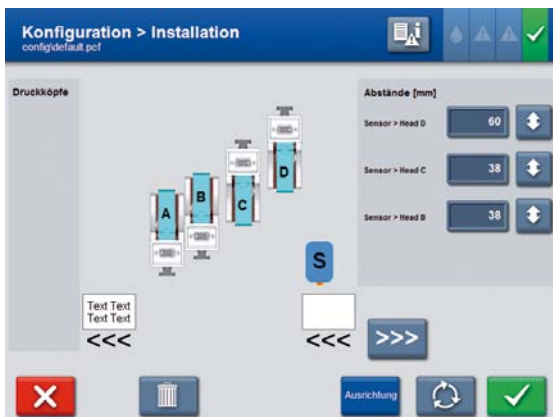 Konfiguration > Installation
config\default.pcf
Druckköpfe
Abstände [mm]
Sensor > Head D
60
Sensor > Head C
38
Sensor > Head B
38
A
B
C
D
S
Text Text
Text Text
<<<
<<<
>>>
Ausrichtung